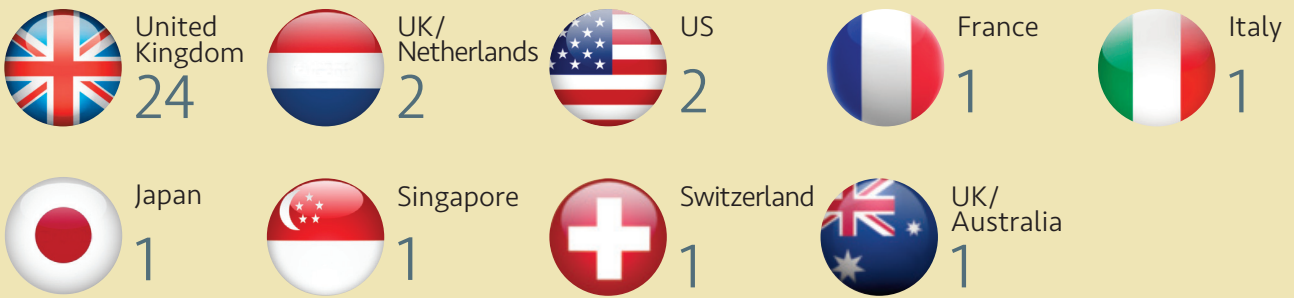 United
Kingdom
24
UK/
Netherlands
2
US
2
France
1
Italy
1
Japan
1
Singapore
1
Switzerland
1
UK/
Australia
1